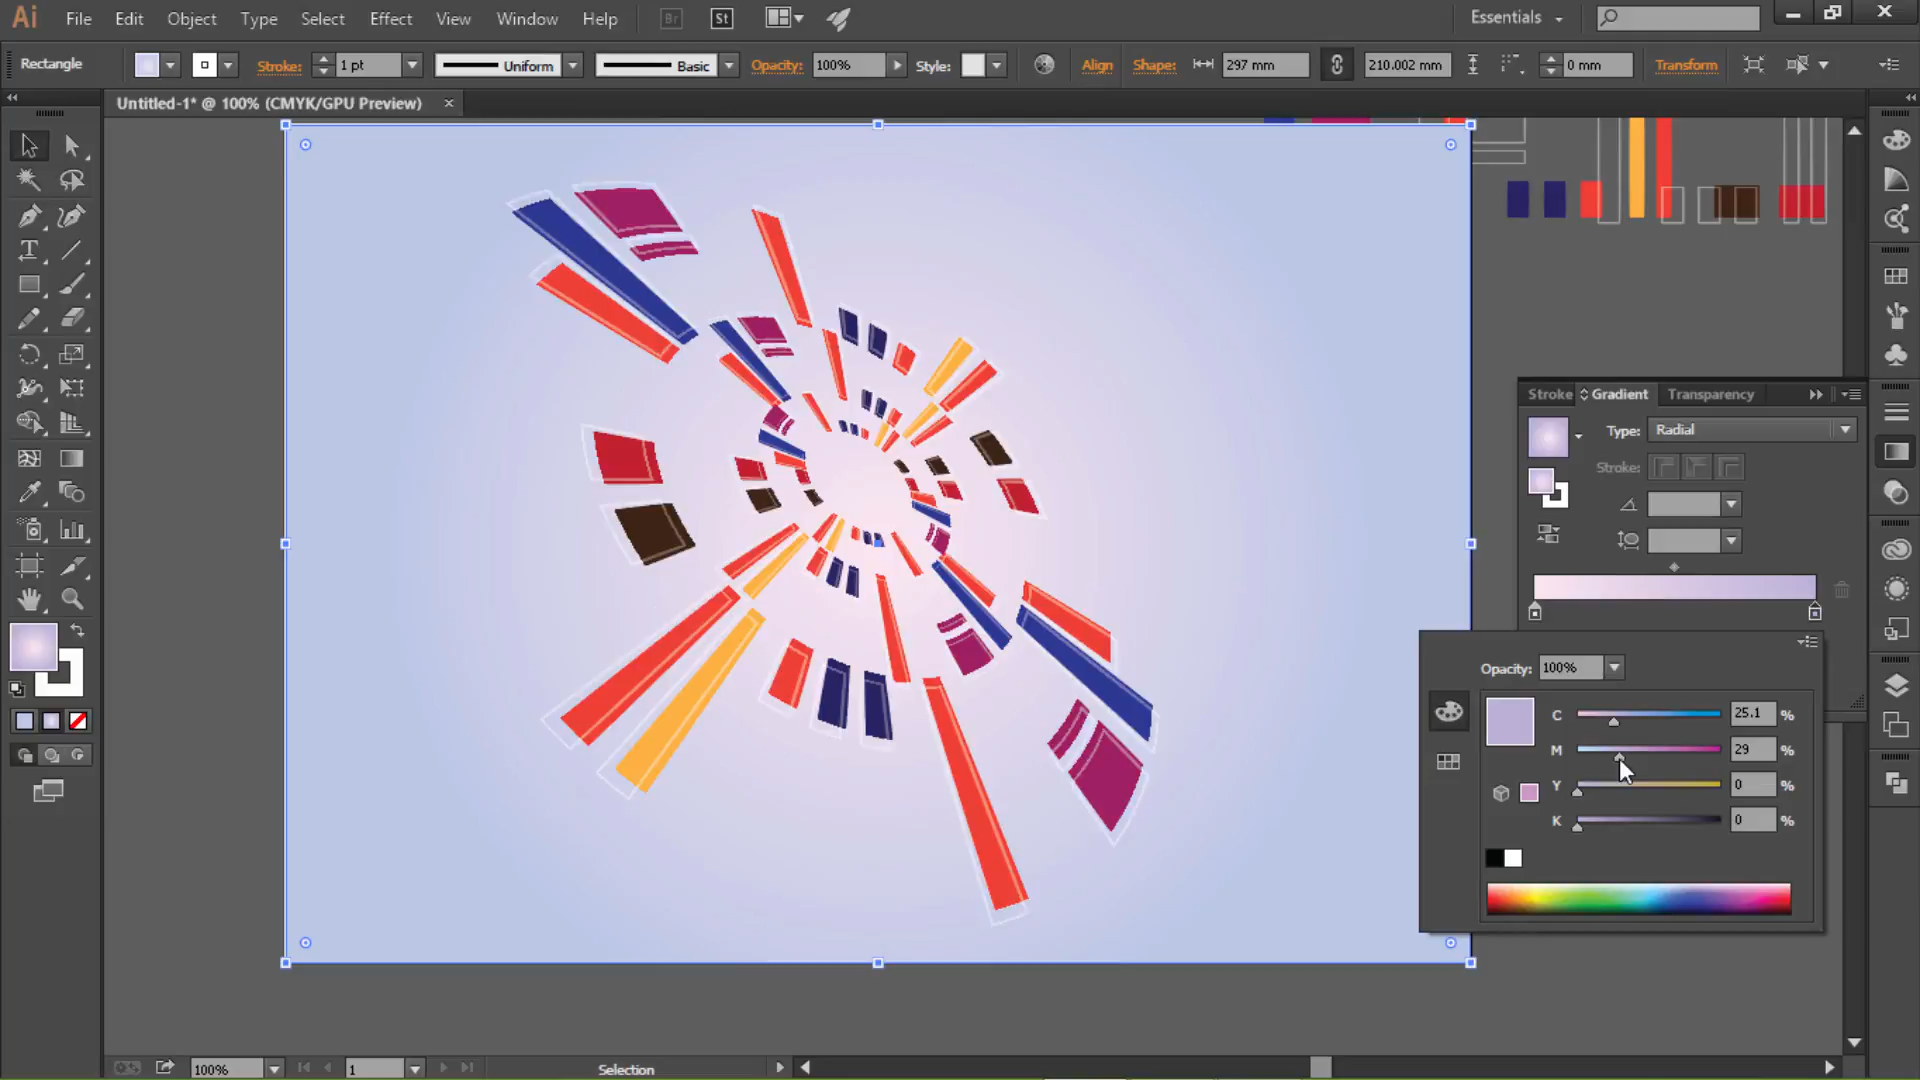 Ai File Edit Object Type Select Effect View Window Help Br St Essentials
Rectangle Stroke: 1 pt Uniform Basic Opacity: 100% Style: Align Shape: 297 mm 210.002 mm 0 mm Transform
Untitled-1* @ 100% (CMYK/GPU Preview)
Stroke Gradient Transparency
Type: Radial
Stroke:
Opacity: 100%
C 25.1 %
M 29 %
Y 0 %
K 0 %
100% 1 Selection